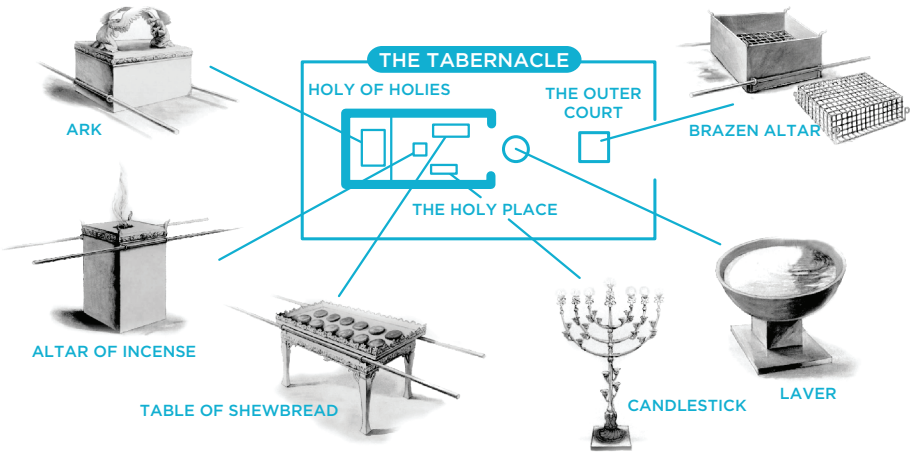 THE TABERNACLE
HOLY OF HOLIES
THE OUTER
COURT
ARK
BRAZEN ALTAR
THE HOLY PLACE
ALTAR OF INCENSE
TABLE OF SHEWBREAD
CANDLESTICK
LAVER